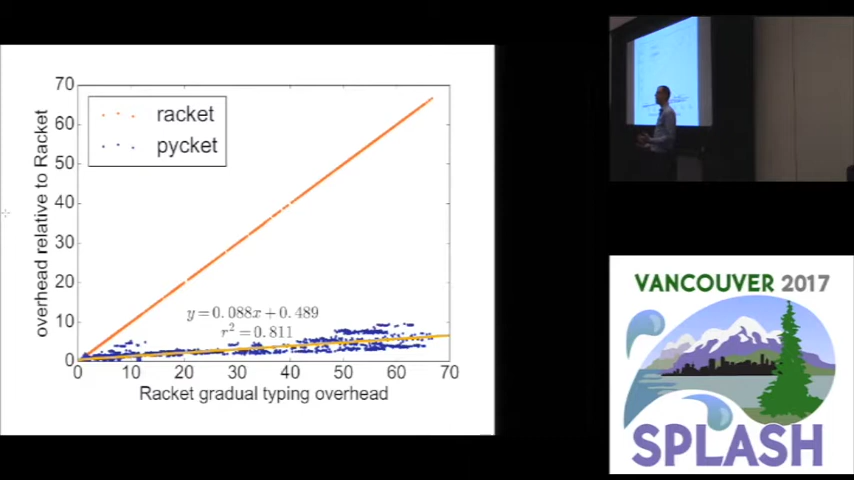 70
60
50
40
30
20
10
0
overhead relative to Racket
racket
pycket
y=0.088x+0.489
r²=0.811
0 10 20 30 40 50 60 70
Racket gradual typing overhead
VANCOUVER 2017
SPLASH